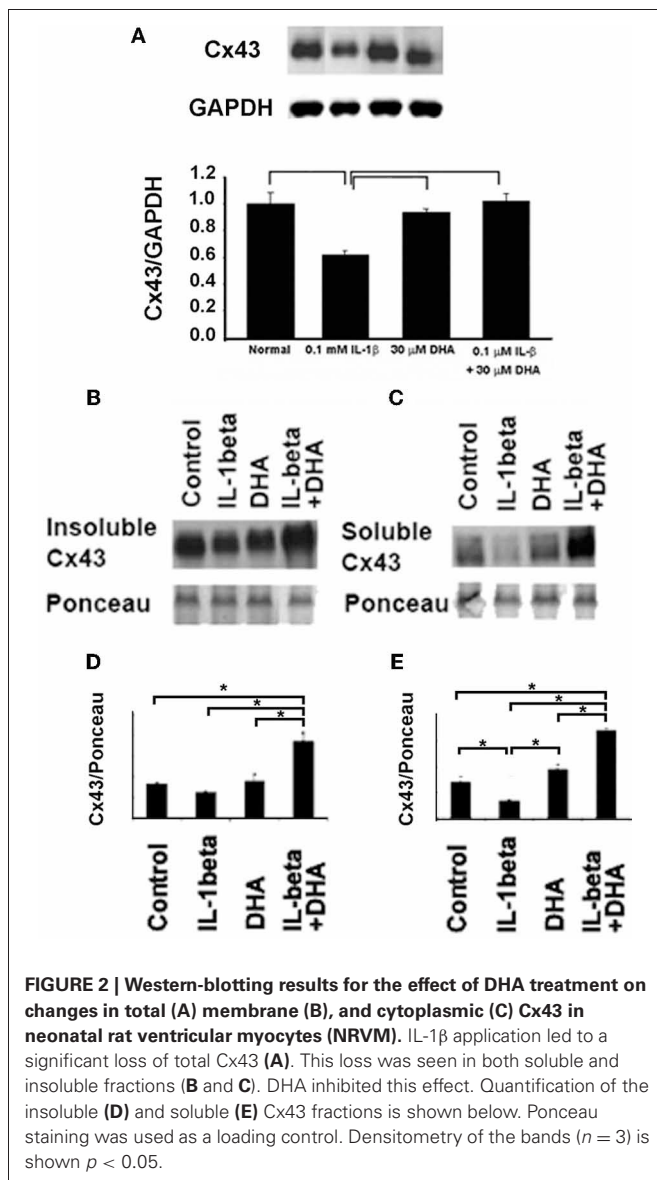 A
Cx43
GAPDH
1.2
1.0
0.8
0.6
0.4
0.2
0.0
Cx43/GAPDH
Normal
0.1 mM IL-1β
30 µM DHA
0.1 µM IL-β
+ 30 µM DHA
B
Control
IL-1beta
DHA
IL-beta
+DHA
Insoluble
Cx43
Ponceau
C
Control
IL-1beta
DHA
IL-beta
+DHA
Soluble
Cx43
Ponceau
D
*
*
*
Cx43/Ponceau
Control
IL-1beta
DHA
IL-beta
+DHA
E
*
*
*
*
*
Cx43/Ponceau
Control
IL-1beta
DHA
IL-beta
+DHA
FIGURE 2 | Western-blotting results for the effect of DHA treatment on
changes in total (A) membrane (B), and cytoplasmic (C) Cx43 in
neonatal rat ventricular myocytes (NRVM). IL-1β application led to a
significant loss of total Cx43 (A). This loss was seen in both soluble and
insoluble fractions (B and C). DHA inhibited this effect. Quantification of the
insoluble (D) and soluble (E) Cx43 fractions is shown below. Ponceau
staining was used as a loading control. Densitometry of the bands (n = 3) is
shown p < 0.05.